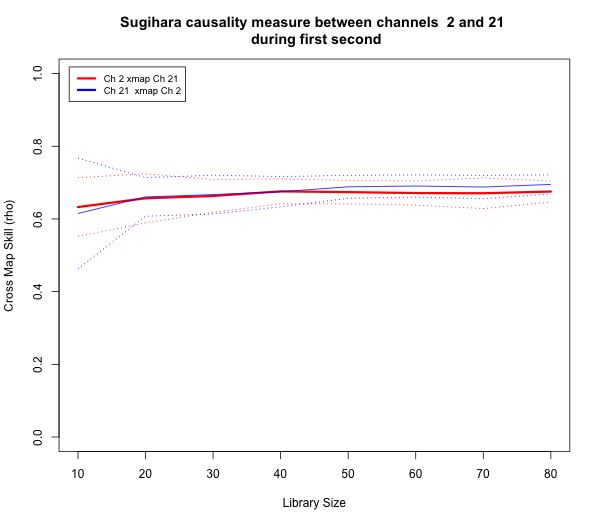 Sugihara causality measure between channels  2 and 21
during first second
Ch 2 xmap Ch 21
Ch 21  xmap Ch 2
Cross Map Skill (rho)
1.0
0.8
0.6
0.4
0.2
0.0
10 20 30 40 50 60 70 80
Library Size